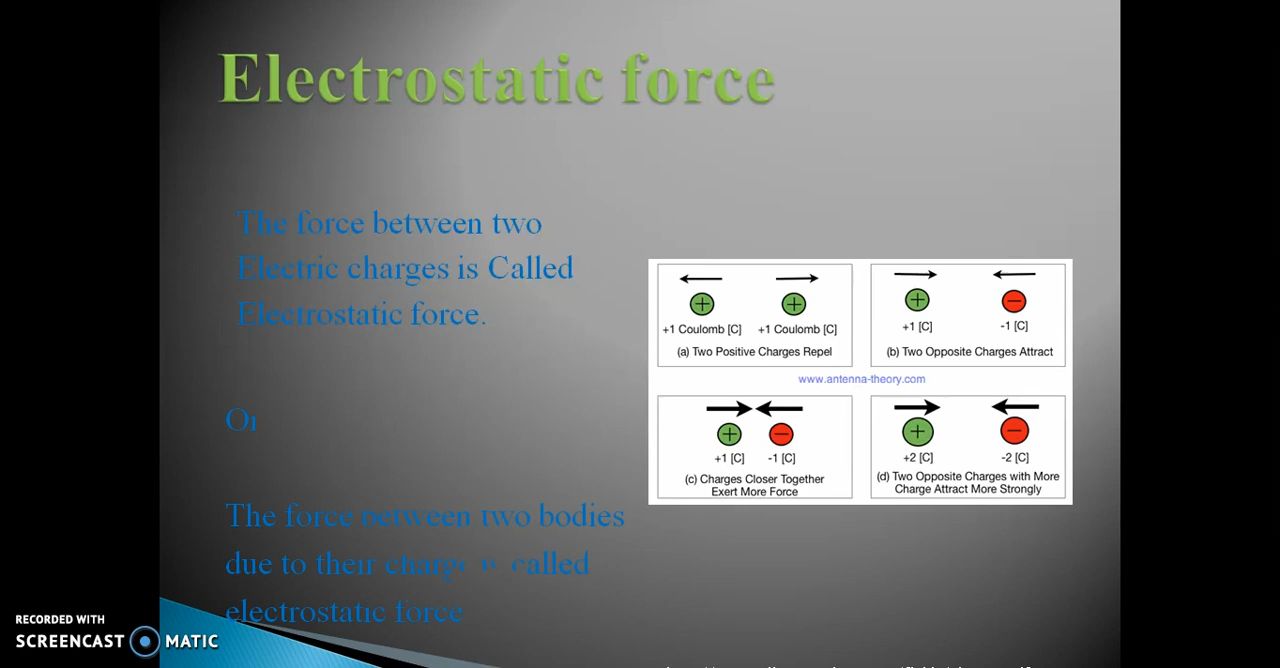 Electrostatic force
The force between two
Electric charges is Called
Electrostatic force.
Or
The force between two bodies
due to their charge is called
electrostatic force
+1 Coulomb [C] +1 Coulomb [C]
(a) Two Positive Charges Repel
+1 [C] -1 [C]
(b) Two Opposite Charges Attract
www.antenna-theory.com
+1 [C] -1 [C]
(c) Charges Closer Together
Exert More Force
+2 [C] -2 [C]
(d) Two Opposite Charges with More
Charge Attract More Strongly
RECORDED WITH
SCREENCAST MATIC